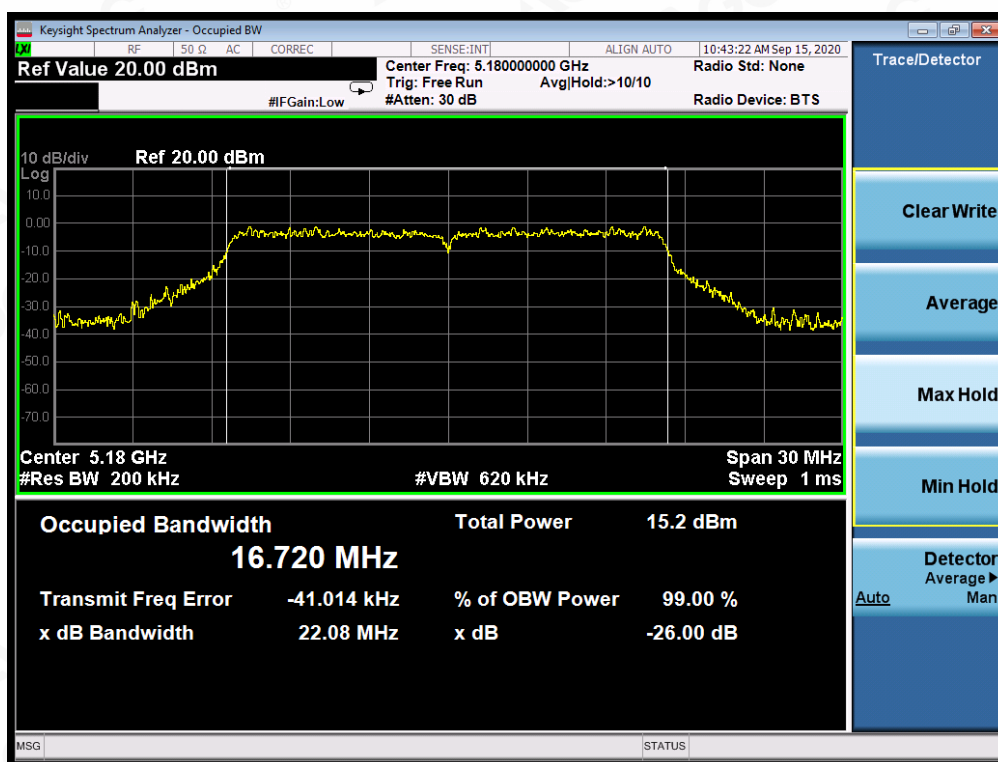 Keysight Spectrum Analyzer - Occupied BW
LXI RF 50 Ω AC CORREC SENSE:INT ALIGN AUTO 10:43:22 AM Sep 15, 2020
Ref Value 20.00 dBm
Center Freq: 5.180000000 GHz
Radio Std: None
Trig: Free Run Avg|Hold:>10/10
#IFGain:Low
#Atten: 30 dB
Radio Device: BTS
10 dB/div Ref 20.00 dBm
Log
10.0
0.00
-10.0
-20.0
-30.0
-40.0
-50.0
-60.0
-70.0
Center 5.18 GHz
Span 30 MHz
#Res BW 200 kHz
#VBW 620 kHz
Sweep 1 ms
Occupied Bandwidth
16.720 MHz
Total Power 15.2 dBm
Transmit Freq Error -41.014 kHz
% of OBW Power 99.00 %
x dB Bandwidth 22.08 MHz
x dB -26.00 dB
Trace/Detector
Clear Write
Average
Max Hold
Min Hold
Detector
Average
Auto Man
MSG
STATUS